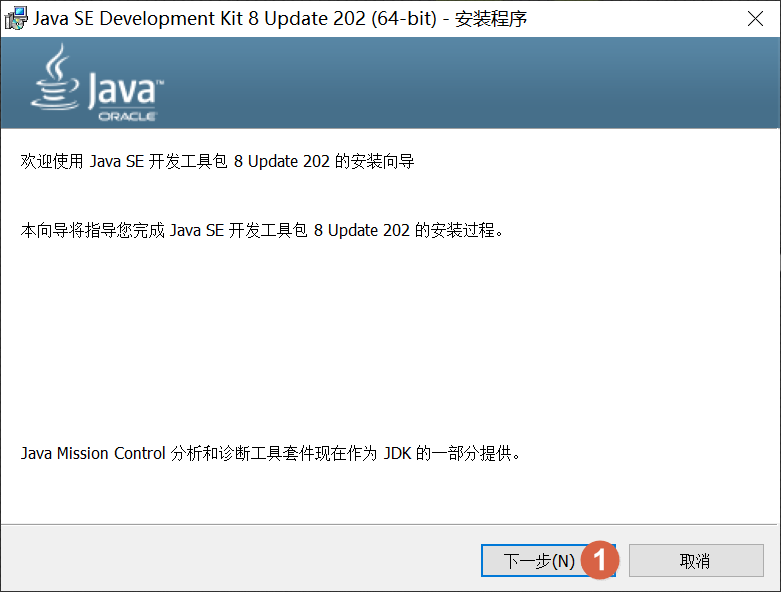 Java SE Development Kit 8 Update 202 (64-bit) - 安装程序
Java™
ORACLE
欢迎使用 Java SE 开发工具包 8 Update 202 的安装向导
本向导将指导您完成 Java SE 开发工具包 8 Update 202 的安装过程。
Java Mission Control 分析和诊断工具套件现在作为 JDK 的一部分提供。
下一步(N) 1 取消